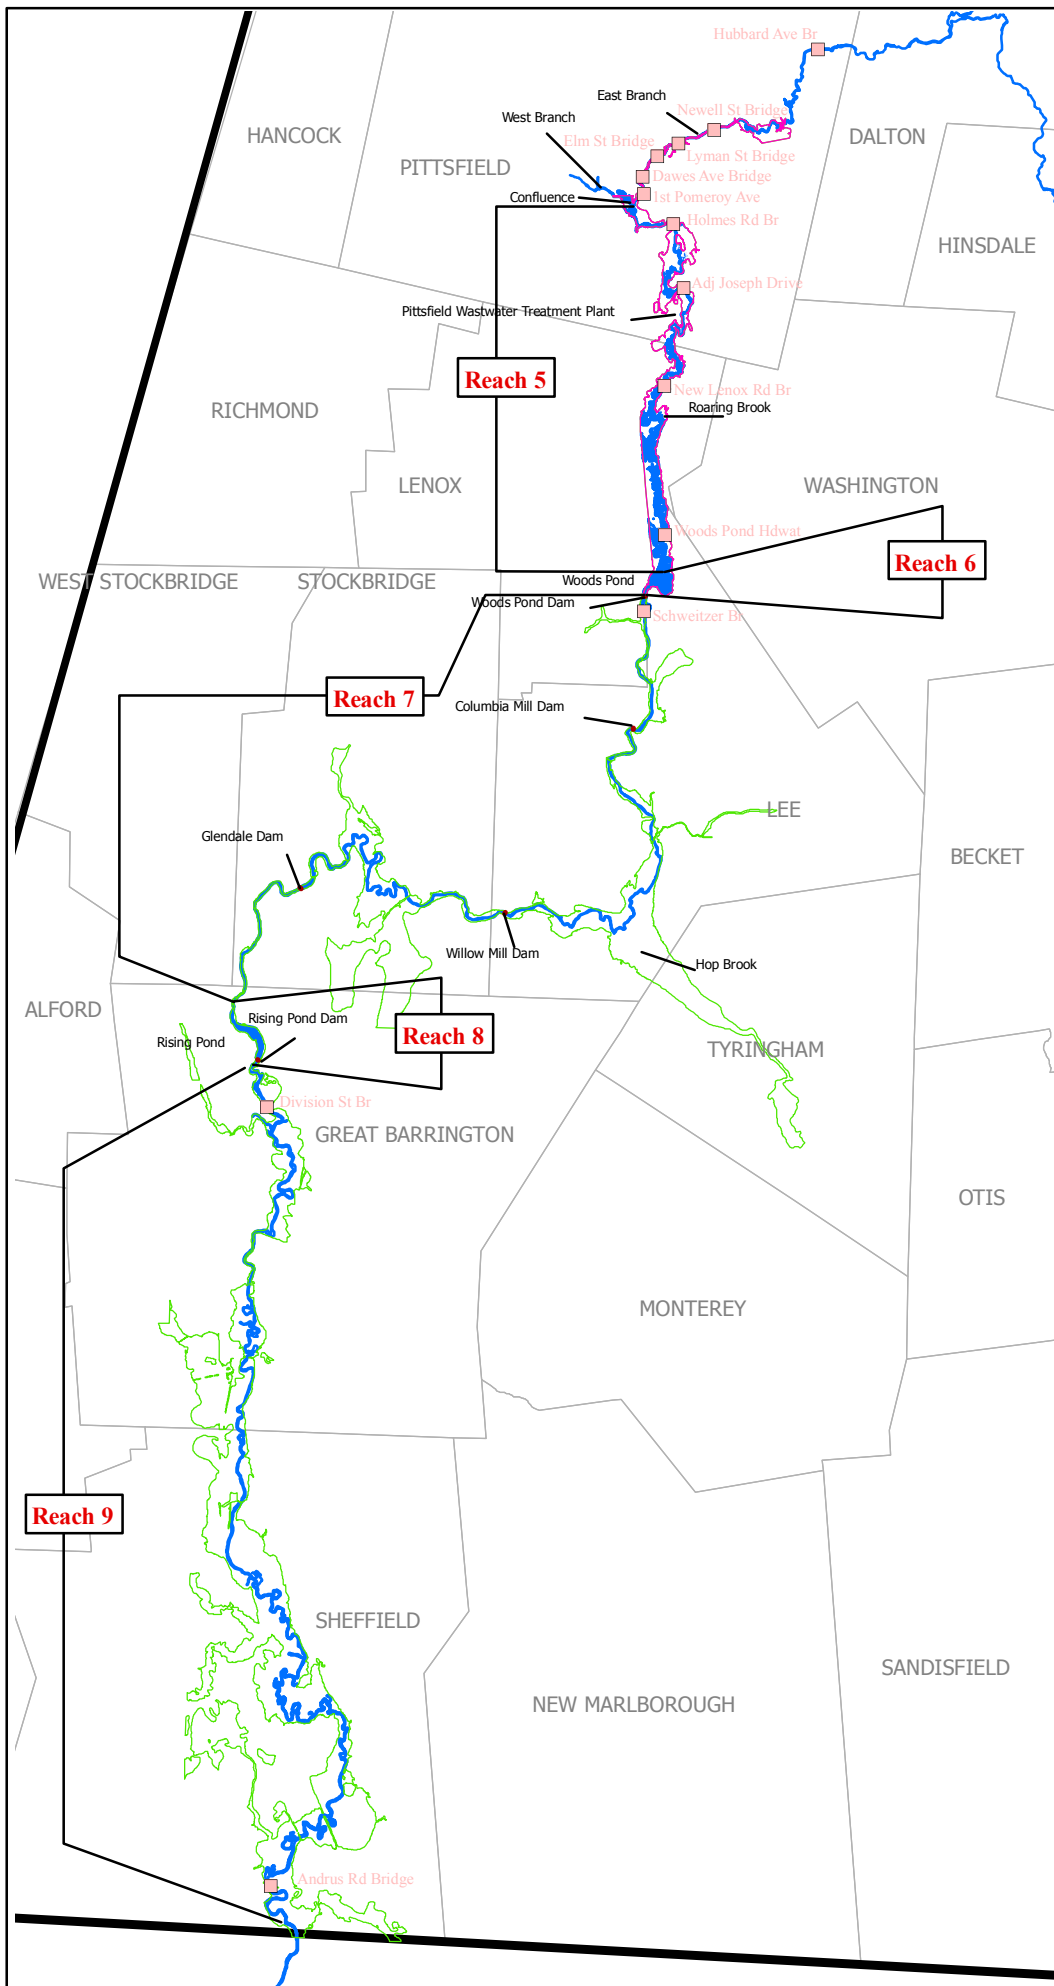 Hubbard Ave Br
East Branch
Newell St Bridge
West Branch
HANCOCK
DALTON
Elm St Bridge
PITTSFIELD
Lyman St Bridge
Dawes Ave Bridge
Confluence
1st Pomeroy Ave
Holmes Rd Br
HINSDALE
Adj Joseph Drive
Pittsfield Wastwater Treatment Plant
Reach 5
New Lenox Rd Br
RICHMOND
Roaring Brook
LENOX
WASHINGTON
Woods Pond Hdwat
Reach 6
WEST STOCKBRIDGE
STOCKBRIDGE
Woods Pond
Woods Pond Dam
Schweitzer Br
Reach 7
Columbia Mill Dam
LEE
Glendale Dam
BECKET
Willow Mill Dam
Hop Brook
ALFORD
Rising Pond Dam
Reach 8
Rising Pond
TYRINGHAM
Division St Br
GREAT BARRINGTON
OTIS
MONTEREY
Reach 9
SHEFFIELD
SANDISFIELD
NEW MARLBOROUGH
Andrus Rd Bridge